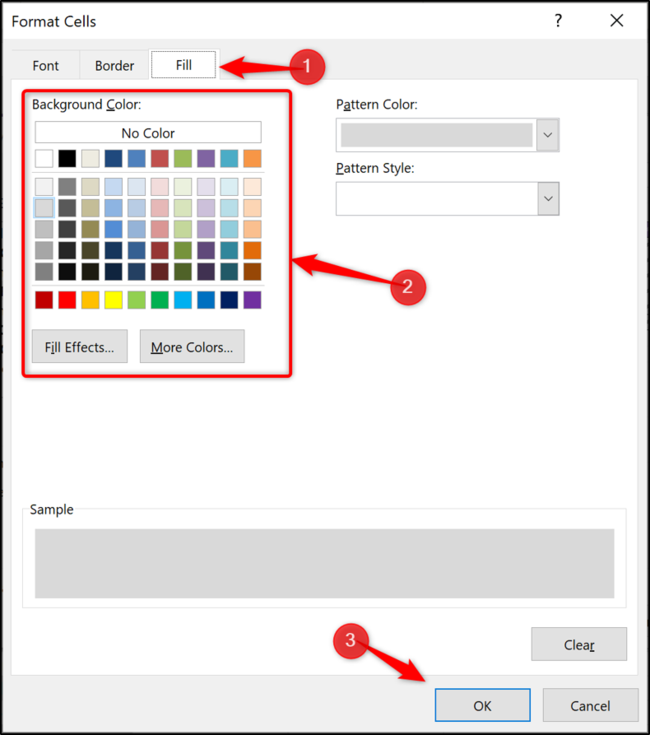 Format Cells
?
Font
Border
Fill
1
Background Color:
Pattern Color:
No Color
Pattern Style:
2
Fill Effects...
More Colors...
Sample
3
Clear
OK
Cancel